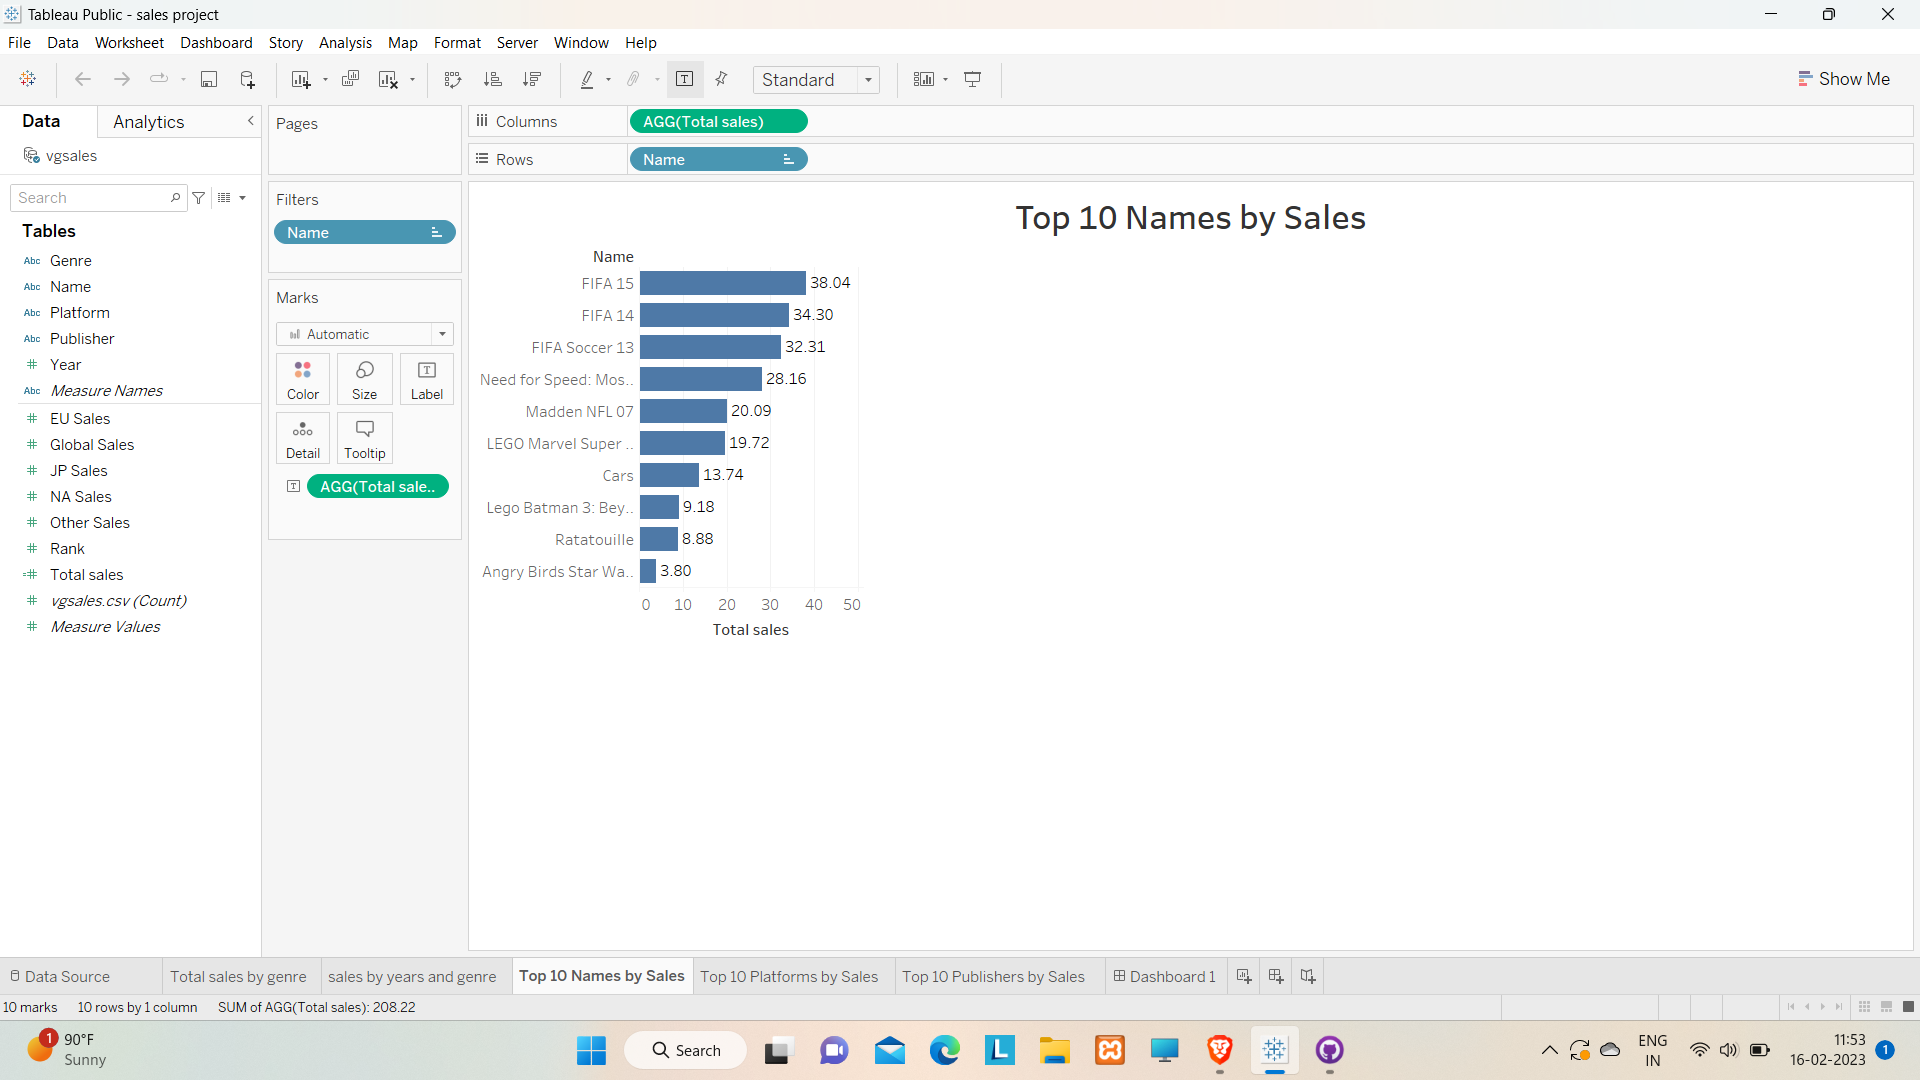 Tableau Public - sales project
File Data Worksheet Dashboard Story Analysis Map Format Server Window Help
Standard
Show Me
Data Analytics
vgsales
Search
Tables
Abc Genre
Abc Name
Abc Platform
Abc Publisher
# Year
Abc Measure Names
# EU Sales
# Global Sales
# JP Sales
# NA Sales
# Other Sales
# Rank
=# Total sales
# vgsales.csv (Count)
# Measure Values
Pages
Filters
Name
Marks
Automatic
Color Size Label
Detail Tooltip
AGG(Total sale..
Columns AGG(Total sales)
Rows Name
Top 10 Names by Sales
Name
FIFA 15 38.04
FIFA 14 34.30
FIFA Soccer 13 32.31
Need for Speed: Mos.. 28.16
Madden NFL 07 20.09
LEGO Marvel Super .. 19.72
Cars 13.74
Lego Batman 3: Bey.. 9.18
Ratatouille 8.88
Angry Birds Star Wa.. 3.80
0 10 20 30 40 50
Total sales
Data Source Total sales by genre sales by years and genre Top 10 Names by Sales Top 10 Platforms by Sales Top 10 Publishers by Sales Dashboard 1
10 marks 10 rows by 1 column SUM of AGG(Total sales): 208.22
1
90°F
Sunny
Search
L
ENG
IN
11:53
16-02-2023
1